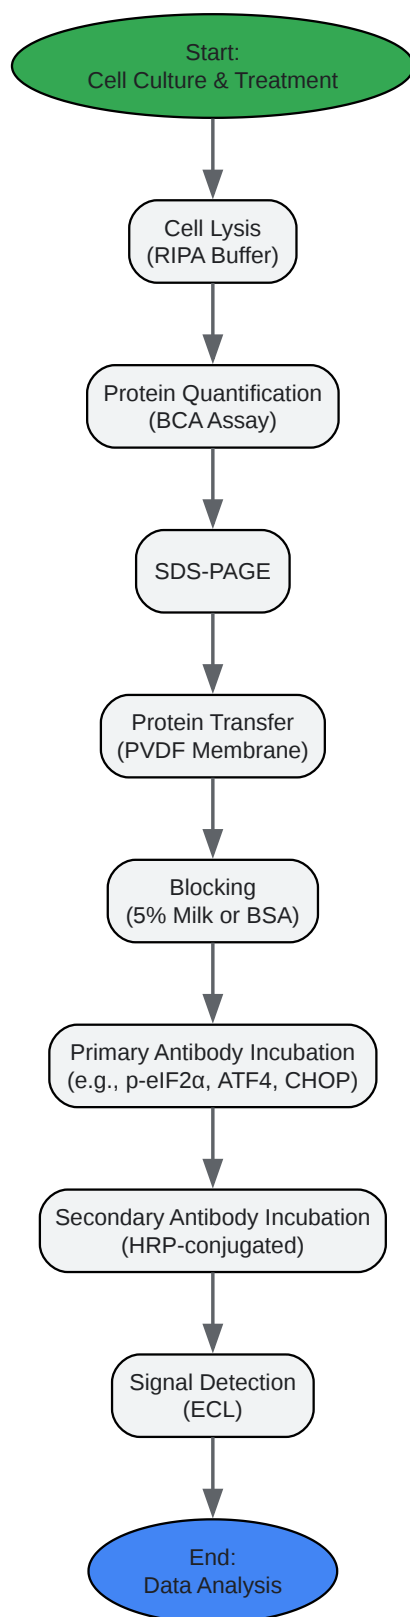 Start:
Cell Culture & Treatment
Cell Lysis
(RIPA Buffer)
Protein Quantification
(BCA Assay)
SDS-PAGE
Protein Transfer
(PVDF Membrane)
Blocking
(5% Milk or BSA)
Primary Antibody Incubation
(e.g., p-eIF2α, ATF4, CHOP)
Secondary Antibody Incubation
(HRP-conjugated)
Signal Detection
(ECL)
End:
Data Analysis